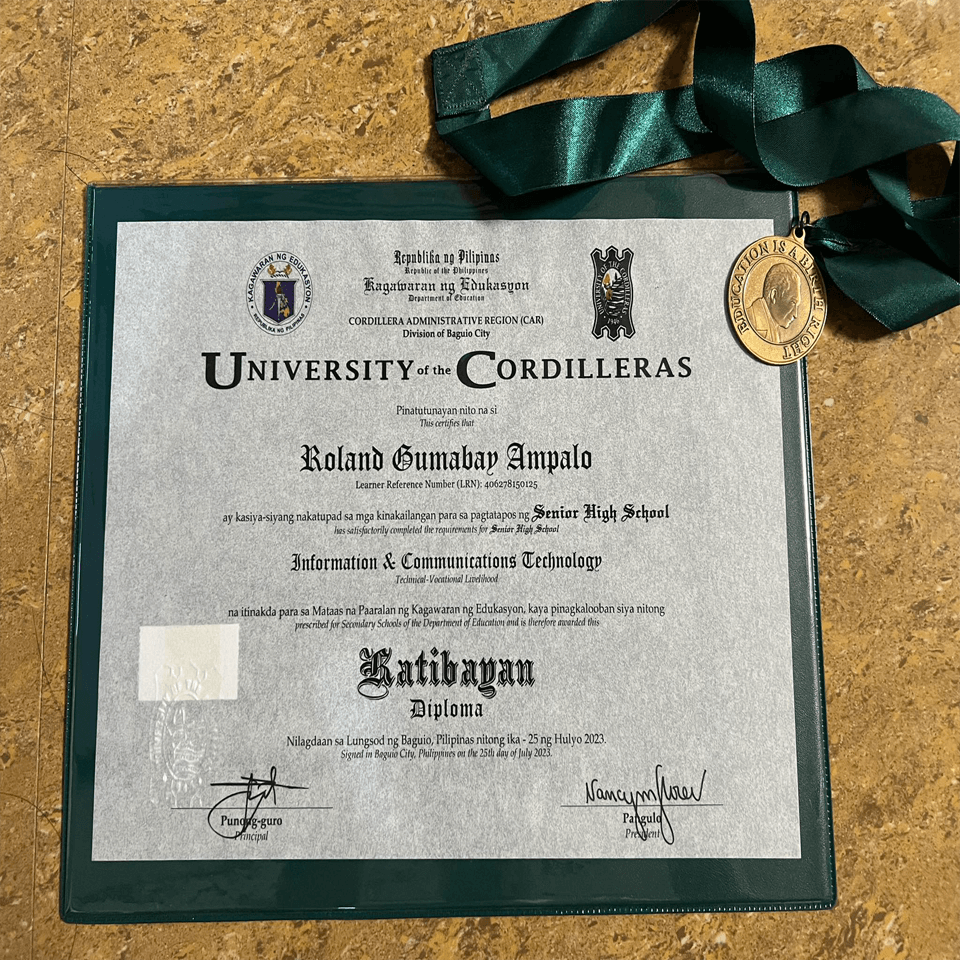 KAGAWARAN NG EDUKASYON
REPUBLIKA NG PILIPINAS
Republika ng Pilipinas
Republic of the Philippines
Kagawaran ng Edukasyon
Department of Education
CORDILLERA ADMINISTRATIVE REGION (CAR)
Division of Baguio City
UNIVERSITY OF THE CORDILLERAS
1946
EDUCATION IS A BIRTH RIGHT
UNIVERSITY of the CORDILLERAS
Pinatutunayan nito na si
This certifies that
Roland Gumabay Ampalo
Learner Reference Number (LRN): 406278150125
ay kasiya-siyang nakatupad sa mga kinakailangan para sa pagtatapos ng Senior High School
has satisfactorily completed the requirements for Senior High School
Information & Communications Technology
Technical-Vocational Livelihood
na itinakda para sa Mataas na Paaralan ng Kagawaran ng Edukasyon, kaya pinagkalooban siya nitong
prescribed for Secondary Schools of the Department of Education and is therefore awarded this
Katibayan
Diploma
Nilagdaan sa Lungsod ng Baguio, Pilipinas nitong ika - 25 ng Hulyo 2023.
Signed in Baguio City, Philippines on the 25th day of July 2023.
Punong-guro
Principal
Pangulo
President